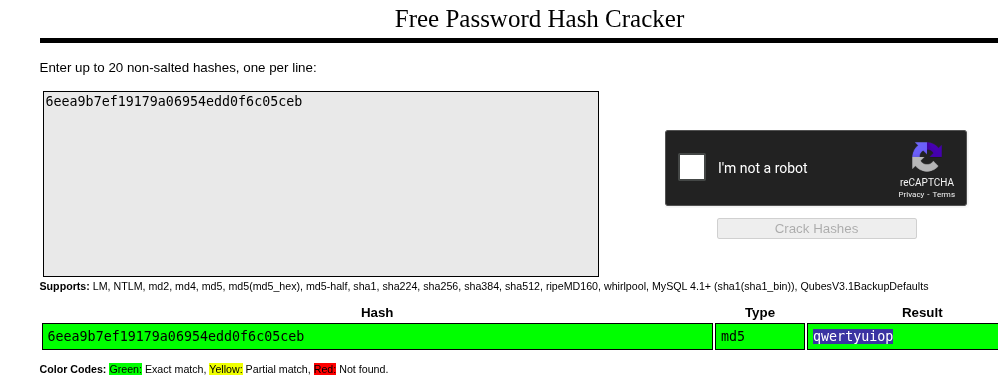 Free Password Hash Cracker
Enter up to 20 non-salted hashes, one per line:
6eea9b7ef19179a06954edd0f6c05ceb
I'm not a robot
reCAPTCHA
Privacy - Terms
Crack Hashes
Supports: LM, NTLM, md2, md4, md5, md5(md5_hex), md5-half, sha1, sha224, sha256, sha384, sha512, ripeMD160, whirlpool, MySQL 4.1+ (sha1(sha1_bin)), QubesV3.1BackupDefaults
Hash Type Result
6eea9b7ef19179a06954edd0f6c05ceb md5 qwertyuiop
Color Codes: Green: Exact match, Yellow: Partial match, Red: Not found.